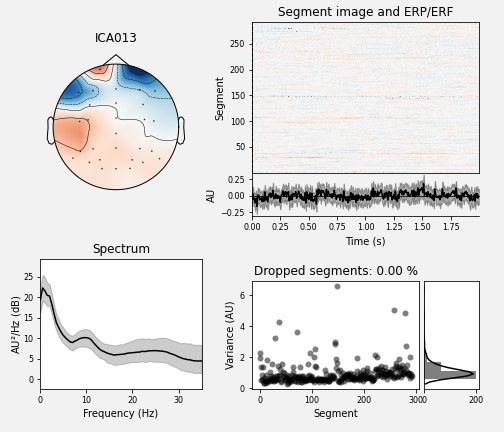 ICA013
Segment image and ERP/ERF
Segment
250
200
150
100
50
AU
0.25
0.00
−0.25
0.00 0.25 0.50 0.75 1.00 1.25 1.50 1.75
Time (s)
Spectrum
AU²/Hz (dB)
25
20
15
10
5
0
0 10 20 30
Frequency (Hz)
Dropped segments: 0.00 %
Variance (AU)
6
4
2
0
0 100 200 300
Segment
0 200